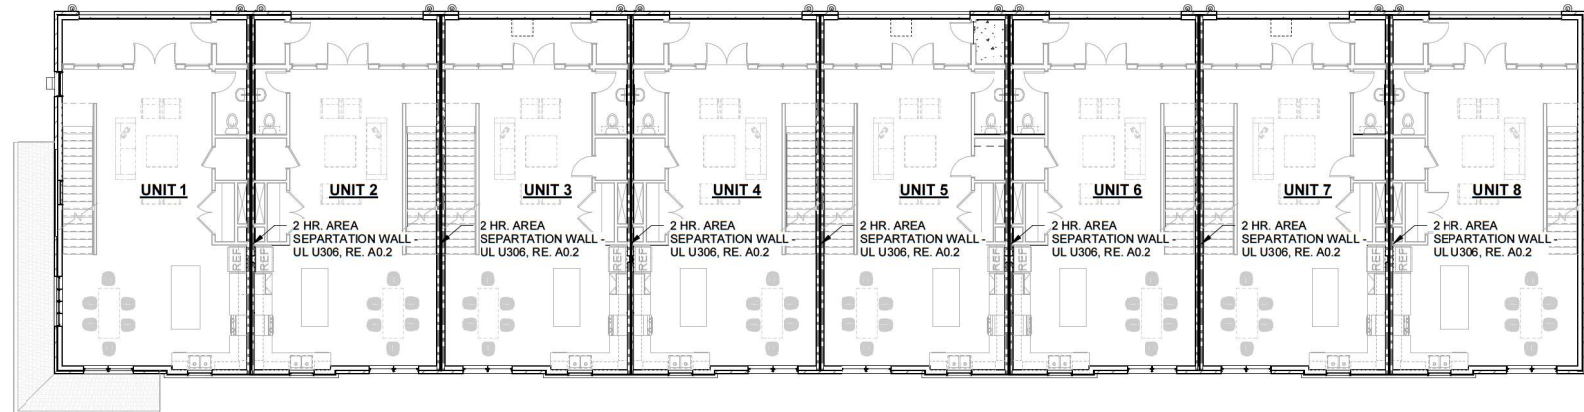 UNIT 1
UNIT 2
UNIT 3
UNIT 4
UNIT 5
UNIT 6
UNIT 7
UNIT 8
2 HR. AREA
SEPARTATION WALL -
UL U306, RE. A0.2
2 HR. AREA
SEPARTATION WALL -
UL U306, RE. A0.2
2 HR. AREA
SEPARTATION WALL -
UL U306, RE. A0.2
2 HR. AREA
SEPARTATION WALL -
UL U306, RE. A0.2
2 HR. AREA
SEPARTATION WALL -
UL U306, RE. A0.2
2 HR. AREA
SEPARTATION WALL -
UL U306, RE. A0.2
2 HR. AREA
SEPARTATION WALL -
UL U306, RE. A0.2
REF
REF
REF
REF
REF
REF
REF
REF